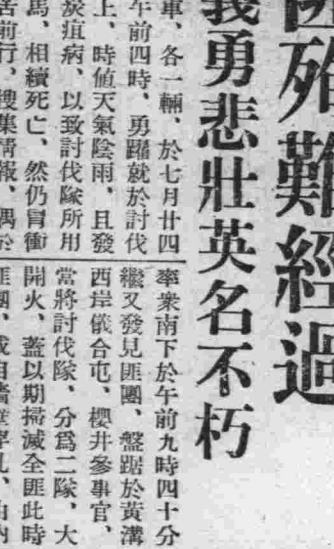 殉難經過
義勇悲壯英名不朽
車、各一輛、於七月廿四
午前四時、勇躍就於討伐
上、時値天氣陰雨、且發
炭疽病、以致討伐隊所用
馬、相續死亡、然仍冒衝
苦前行、搜集情報、偶於
率衆南下於午前九時四十分
繼又發見匪團、盤踞於黃溝
西岸儀合屯、櫻井參事官、
當將討伐隊、分爲二隊、大
開火、蓋以期掃滅全匪此時
匪團、或由